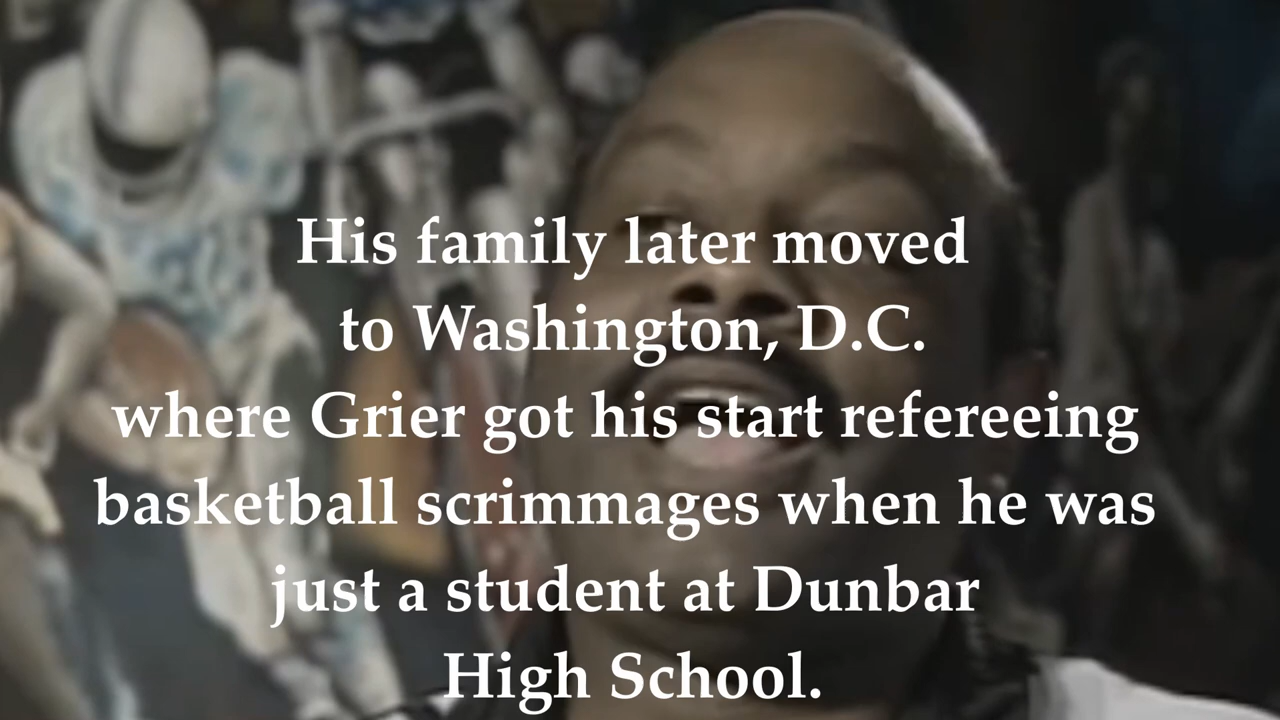 His family later moved
to Washington, D.C.
where Grier got his start refereeing
basketball scrimmages when he was
just a student at Dunbar
High School.